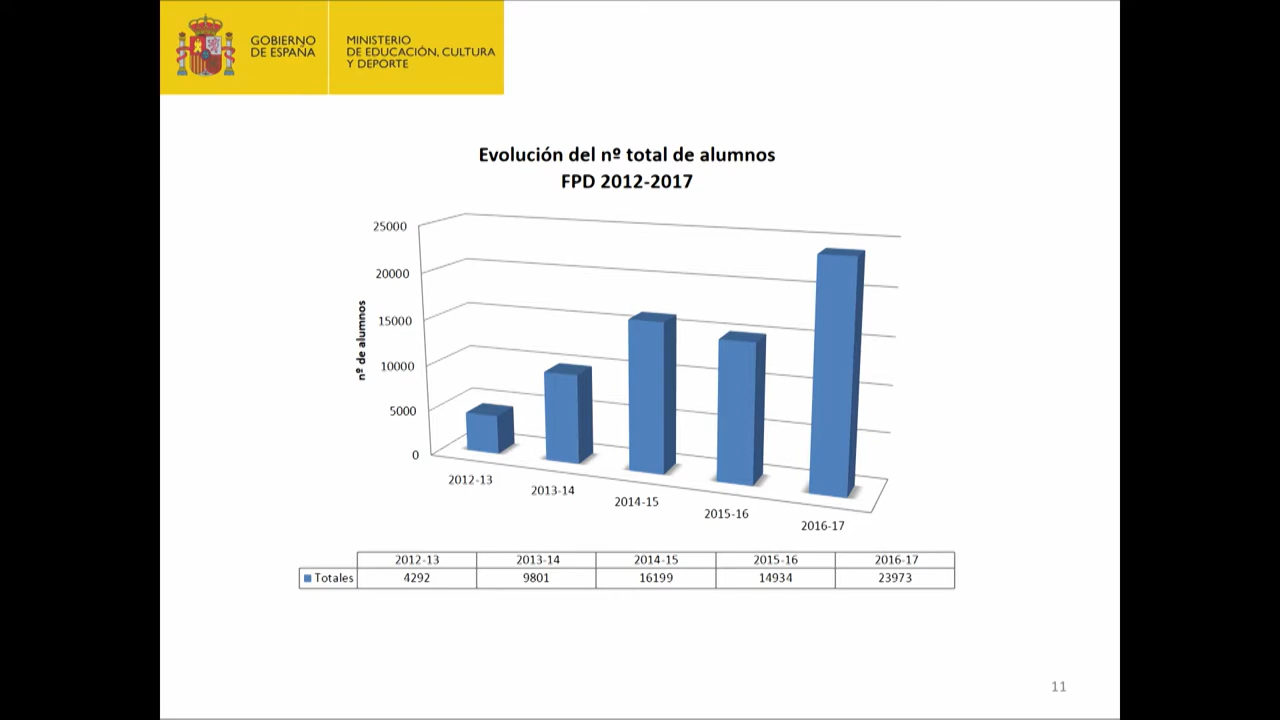 GOBIERNO
DE ESPAÑA
MINISTERIO
DE EDUCACIÓN, CULTURA
Y DEPORTE
Evolución del nº total de alumnos
FPD 2012-2017
nº de alumnos
25000
20000
15000
10000
5000
0
2012-13
2013-14
2014-15
2015-16
2016-17
2012-13 2013-14 2014-15 2015-16 2016-17
Totales 4292 9801 16199 14934 23973
11